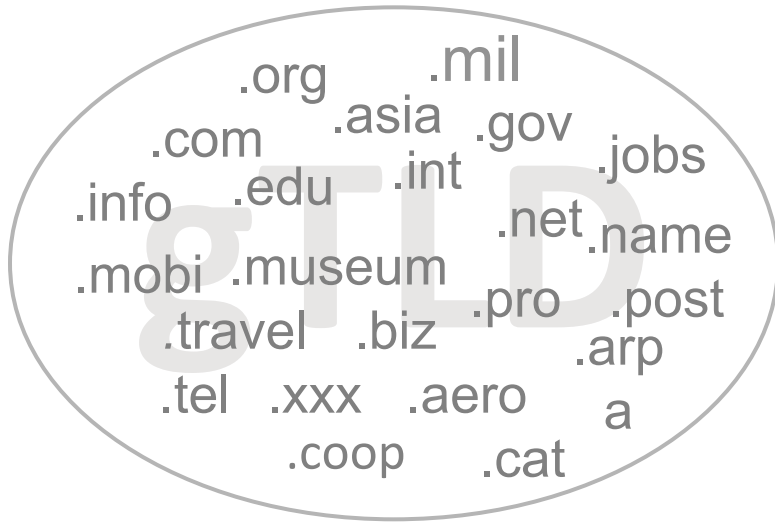 .org
.mil
.asia
.com
.gov
.jobs
.int
.edu
.info
.net
.name
gTLD
.museum
.mobi
.pro
.post
.travel
.biz
.arp
a
.tel
.xxx
.aero
.coop
.cat